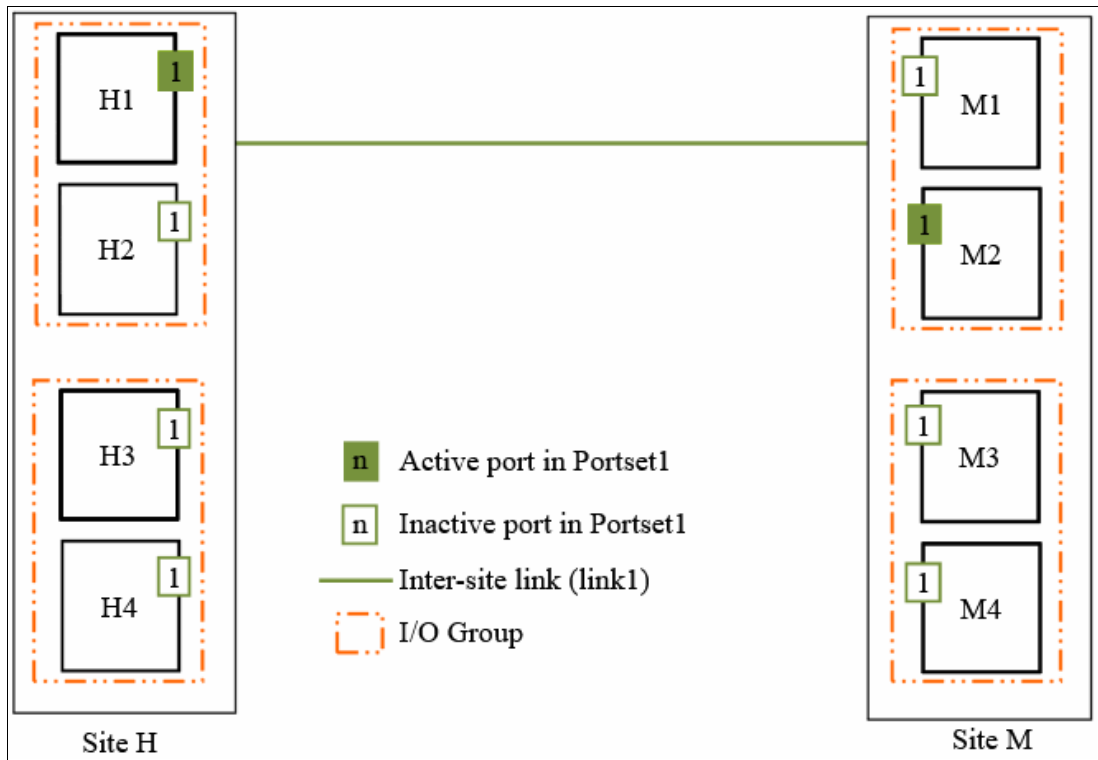 1
H1
1
H2
1
H3
1
H4
Site H
n Active port in Portset1
n Inactive port in Portset1
Inter-site link (link1)
I/O Group
1
M1
1
M2
1
M3
1
M4
Site M